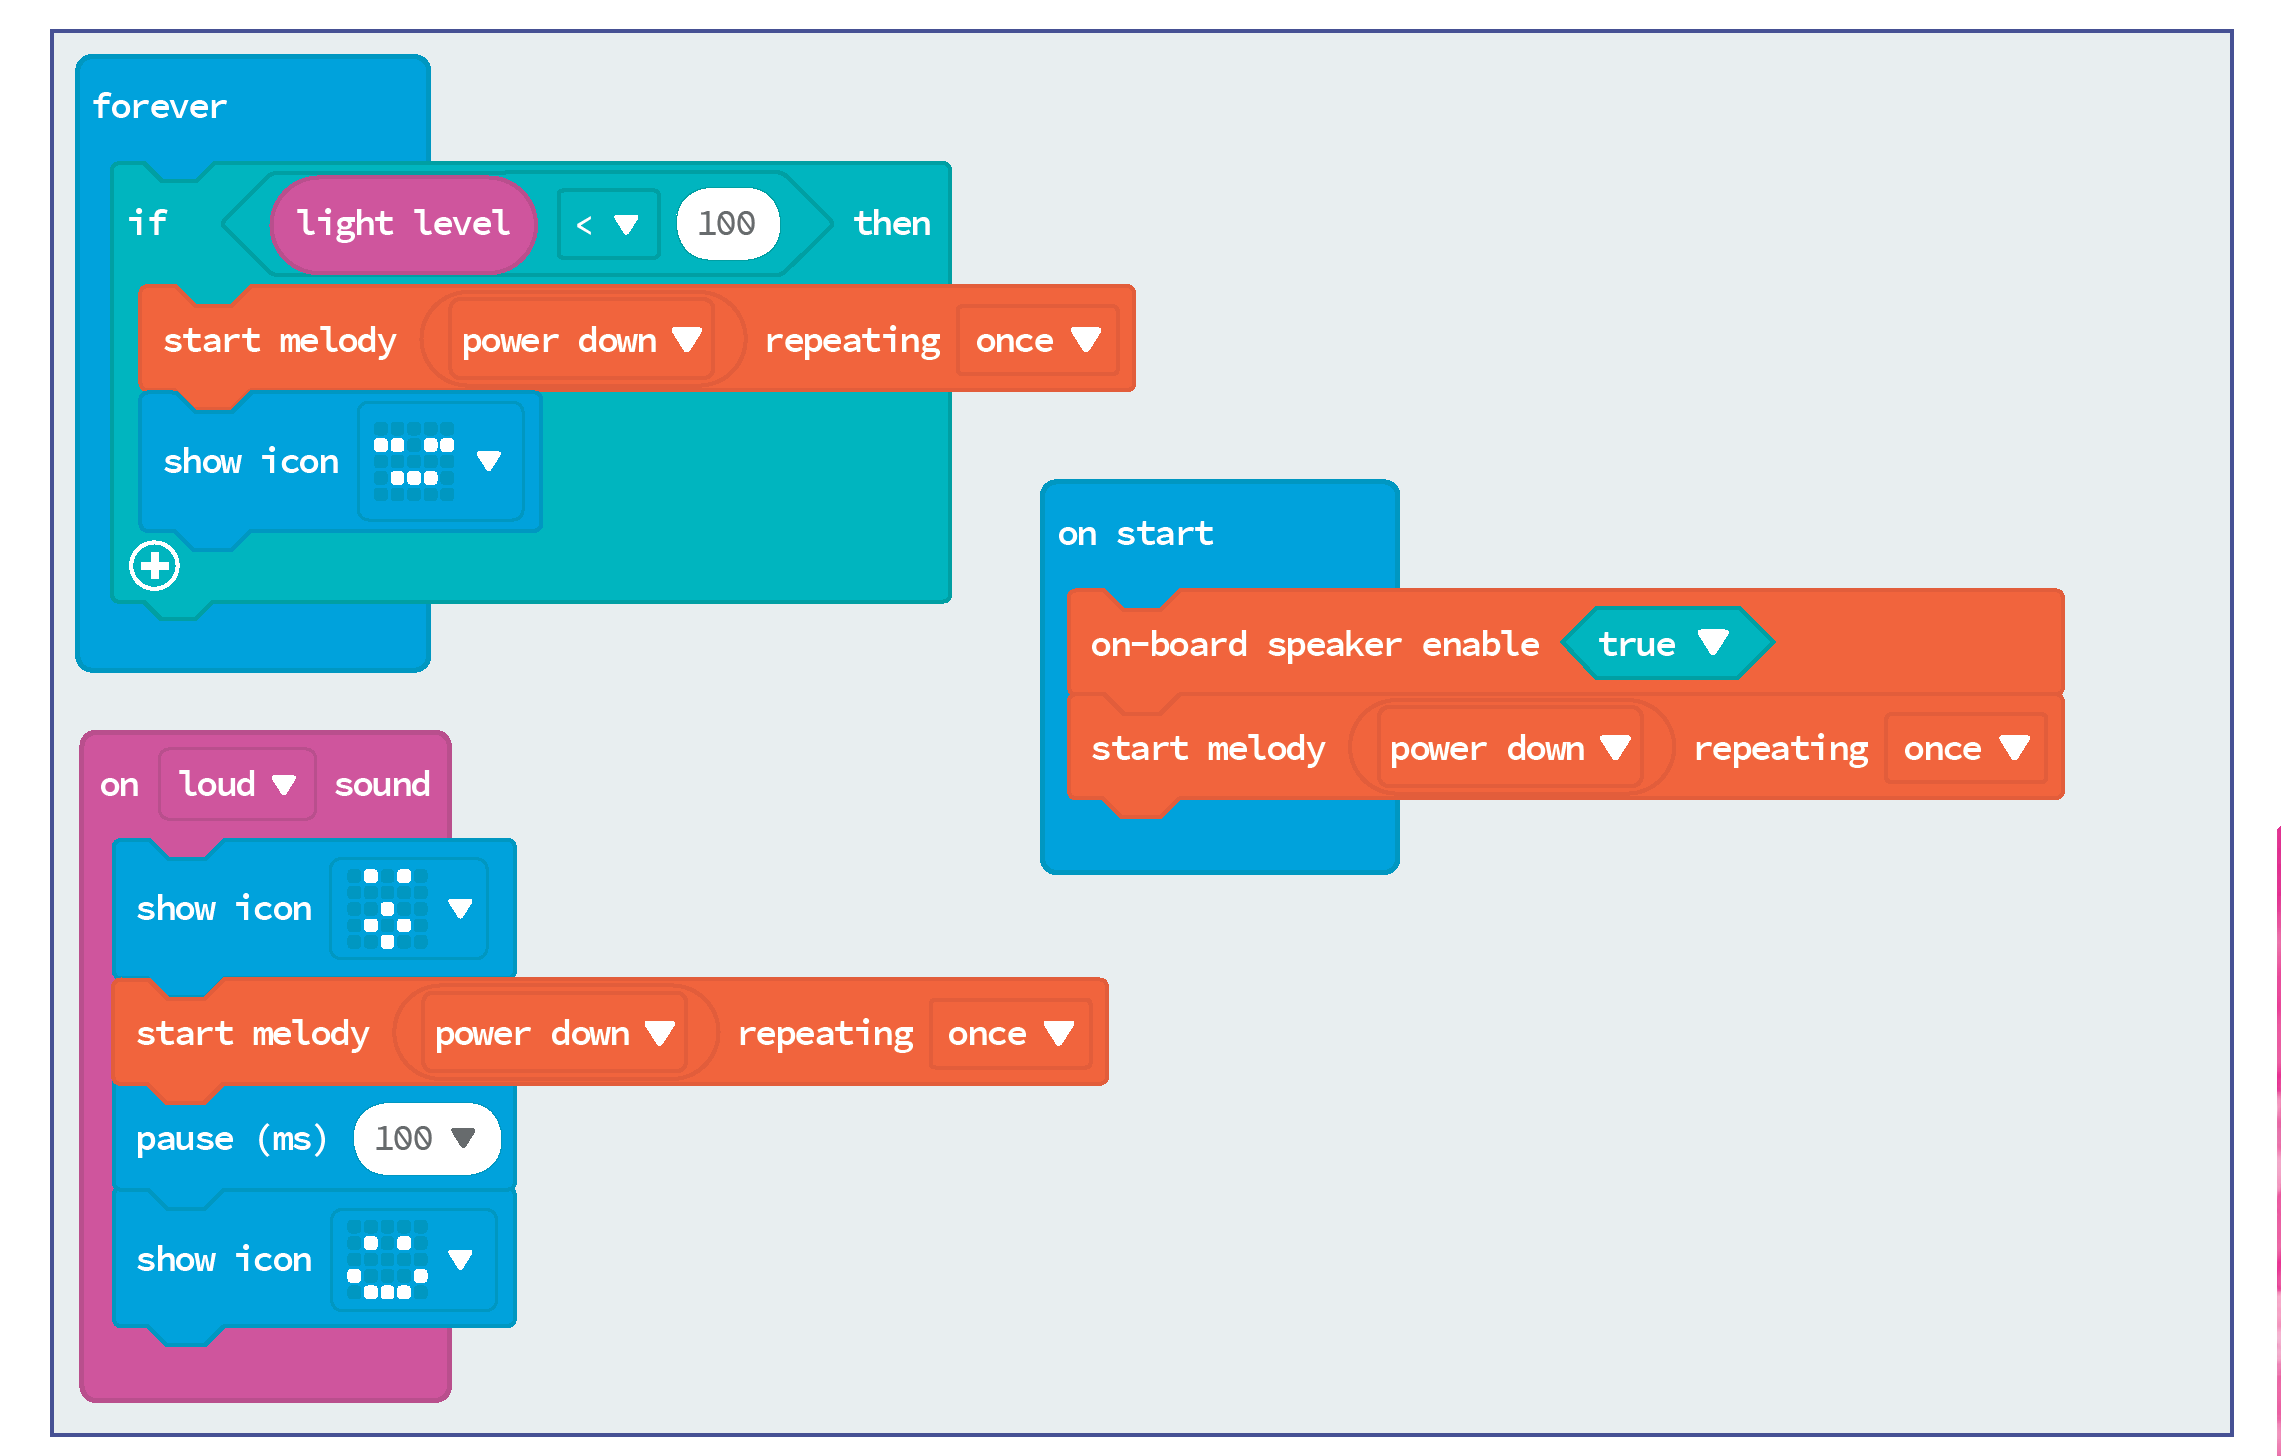 forever
if light level < 100 then
start melody power down repeating once
show icon
on start
on-board speaker enable true
start melody power down repeating once
on loud sound
show icon
start melody power down repeating once
pause (ms) 100
show icon